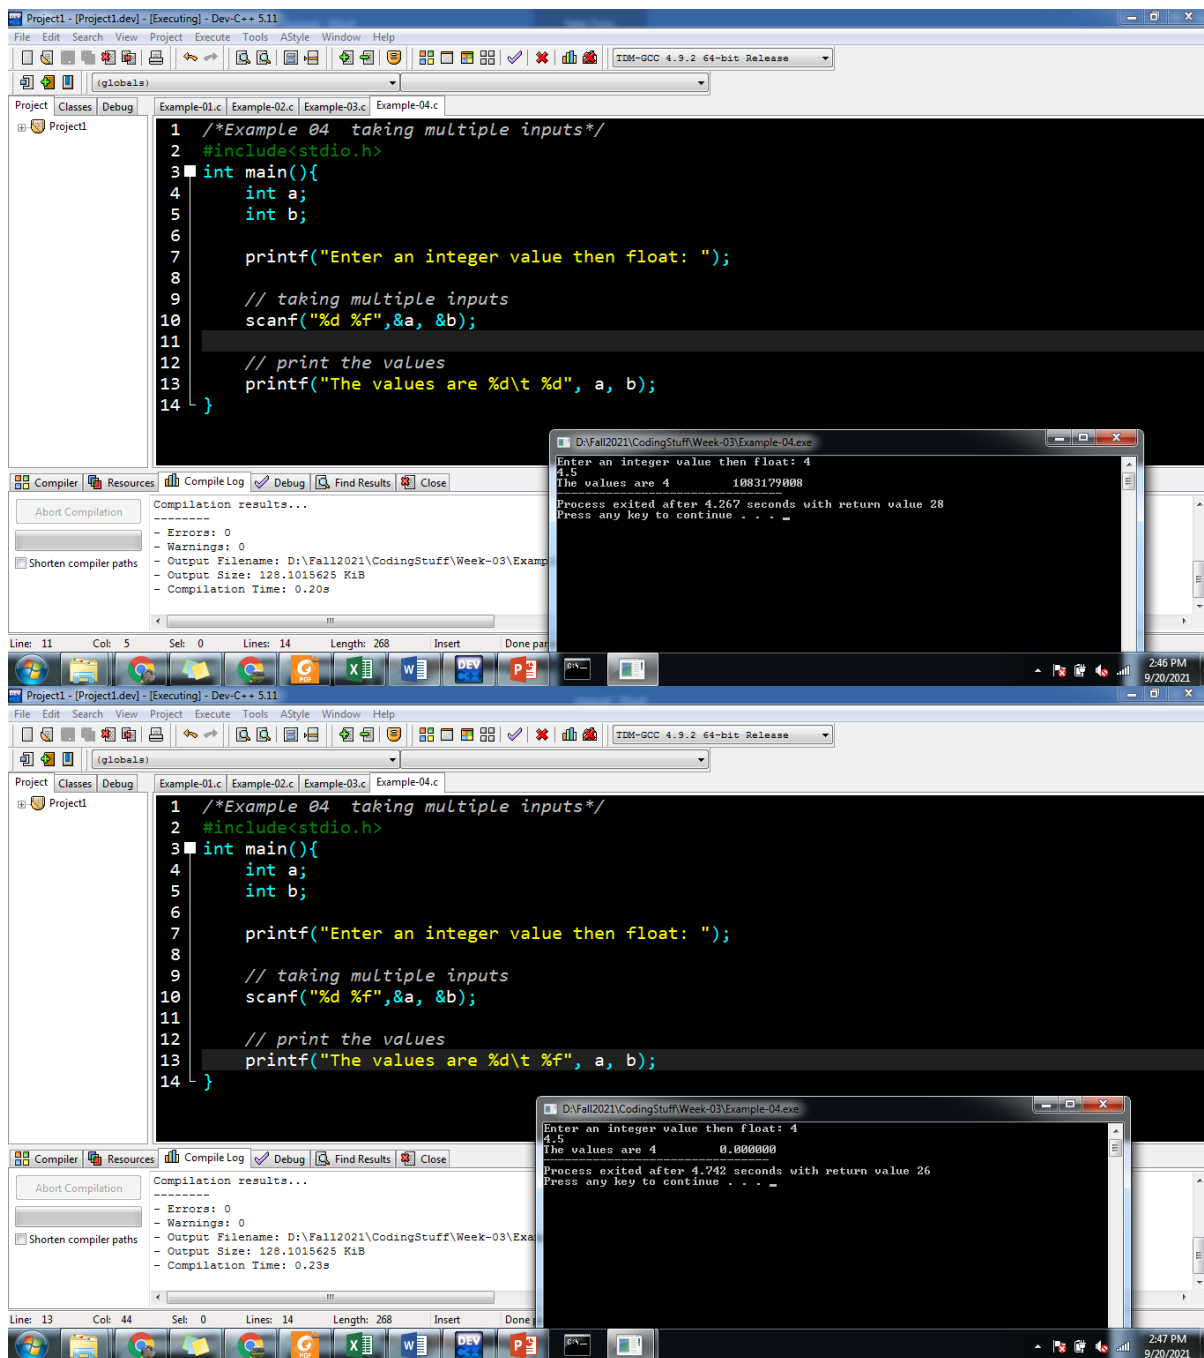 Project1 - [Project1.dev] - [Executing] - Dev-C++ 5.11
File Edit Search View Project Execute Tools AStyle Window Help
TDM-GCC 4.9.2 64-bit Release
(globals)
Project Classes Debug Example-01.c Example-02.c Example-03.c Example-04.c
Project1
1 /*Example 04  taking multiple inputs*/
2 #include<stdio.h>
3 int main(){
4 int a;
5 int b;
6
7 printf("Enter an integer value then float: ");
8
9 // taking multiple inputs
10 scanf("%d %f",&a, &b);
11
12 // print the values
13 printf("The values are %d\t %d", a, b);
14 }
D:\Fall2021\CodingStuff\Week-03\Example-04.exe
Enter an integer value then float: 4
4.5
The values are 4 1083179008
--------------------------------
Process exited after 4.267 seconds with return value 28
Press any key to continue . . . _
Compiler Resources Compile Log Debug Find Results Close
Abort Compilation
Shorten compiler paths
Compilation results...
--------
- Errors: 0
- Warnings: 0
- Output Filename: D:\Fall2021\CodingStuff\Week-03\Examp
- Output Size: 128.1015625 KiB
- Compilation Time: 0.20s
Line: 11 Col: 5 Sel: 0 Lines: 14 Length: 268 Insert Done par
2:46 PM
9/20/2021
Project1 - [Project1.dev] - [Executing] - Dev-C++ 5.11
File Edit Search View Project Execute Tools AStyle Window Help
TDM-GCC 4.9.2 64-bit Release
(globals)
Project Classes Debug Example-01.c Example-02.c Example-03.c Example-04.c
Project1
1 /*Example 04  taking multiple inputs*/
2 #include<stdio.h>
3 int main(){
4 int a;
5 int b;
6
7 printf("Enter an integer value then float: ");
8
9 // taking multiple inputs
10 scanf("%d %f",&a, &b);
11
12 // print the values
13 printf("The values are %d\t %f", a, b);
14 }
D:\Fall2021\CodingStuff\Week-03\Example-04.exe
Enter an integer value then float: 4
4.5
The values are 4 0.000000
--------------------------------
Process exited after 4.742 seconds with return value 26
Press any key to continue . . . _
Compiler Resources Compile Log Debug Find Results Close
Abort Compilation
Shorten compiler paths
Compilation results...
--------
- Errors: 0
- Warnings: 0
- Output Filename: D:\Fall2021\CodingStuff\Week-03\Exa
- Output Size: 128.1015625 KiB
- Compilation Time: 0.23s
Line: 13 Col: 44 Sel: 0 Lines: 14 Length: 268 Insert Done
2:47 PM
9/20/2021